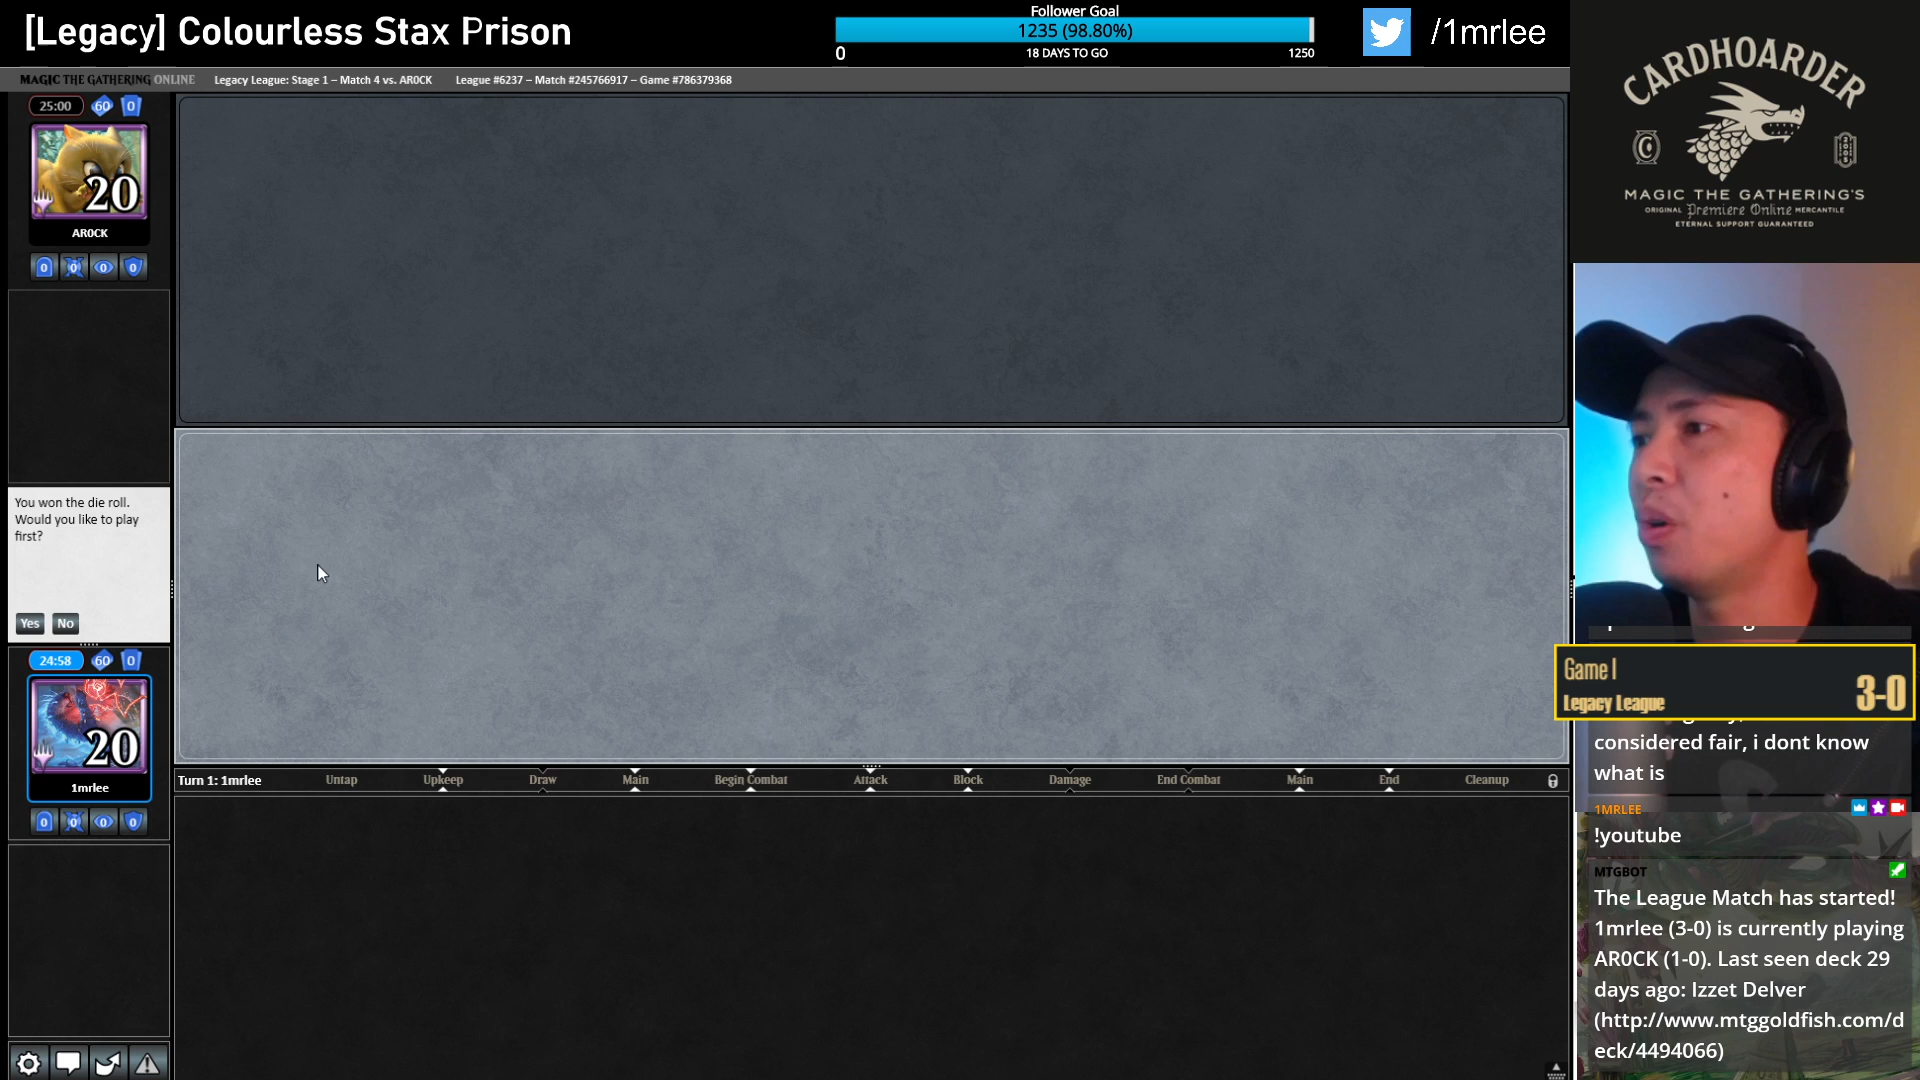 [Legacy] Colourless Stax Prison
Follower Goal
1235 (98.80%)
0
18 DAYS TO GO
1250
/1mrlee
MAGIC THE GATHERING ONLINE
Legacy League: Stage 1 – Match 4 vs. AR0CK
League #6237 – Match #245766917 – Game #786379368
25:00
60
0
20
AR0CK
0
0
0
0
You won the die roll.
Would you like to play
first?
Yes
No
24:58
60
0
20
1mrlee
0
0
0
0
Turn 1: 1mrlee
Untap
Upkeep
Draw
Main
Begin Combat
Attack
Block
Damage
End Combat
Main
End
Cleanup
CARDHOARDER
MAGIC THE GATHERING'S
ORIGINAL Premiere Online MERCANTILE
ETERNAL SUPPORT GUARANTEED
Game 1
Legacy League
3-0
considered fair, i dont know
what is
1MRLEE
!youtube
MTGBOT
The League Match has started!
1mrlee (3-0) is currently playing
AR0CK (1-0). Last seen deck 29
days ago: Izzet Delver
(http://www.mtggoldfish.com/d
eck/4494066)